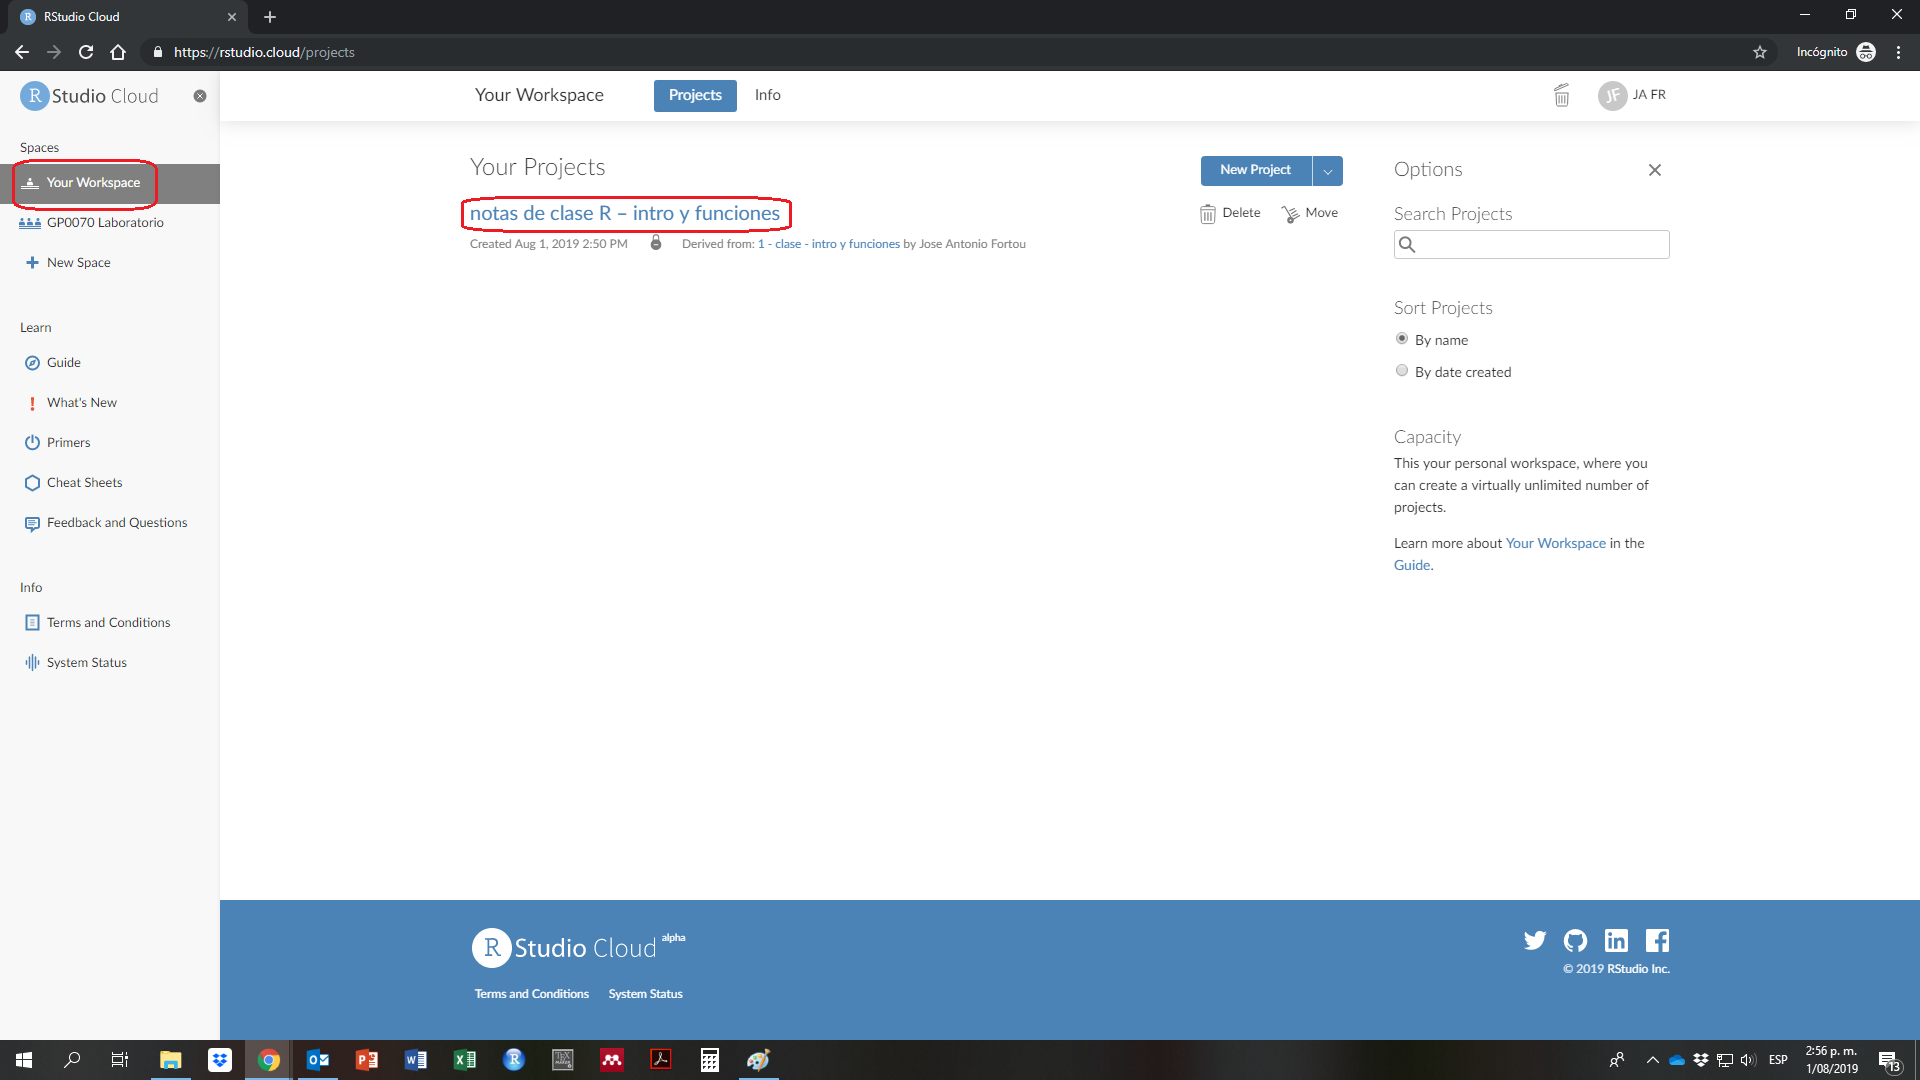 RStudio Cloud
https://rstudio.cloud/projects
Incógnito
R Studio Cloud
Your Workspace
Projects
Info
JF
JA FR
Spaces
Your Workspace
GP0070 Laboratorio
New Space
Learn
Guide
What's New
Primers
Cheat Sheets
Feedback and Questions
Info
Terms and Conditions
System Status
Your Projects
New Project
notas de clase R – intro y funciones
Delete
Move
Created Aug 1, 2019 2:50 PM
Derived from: 1 - clase - intro y funciones by Jose Antonio Fortou
Options
Search Projects
Sort Projects
By name
By date created
Capacity
This your personal workspace, where you
can create a virtually unlimited number of
projects.
Learn more about Your Workspace in the
Guide.
R Studio Cloud alpha
Terms and Conditions
System Status
© 2019 RStudio Inc.
ESP
2:56 p. m.
1/08/2019
13